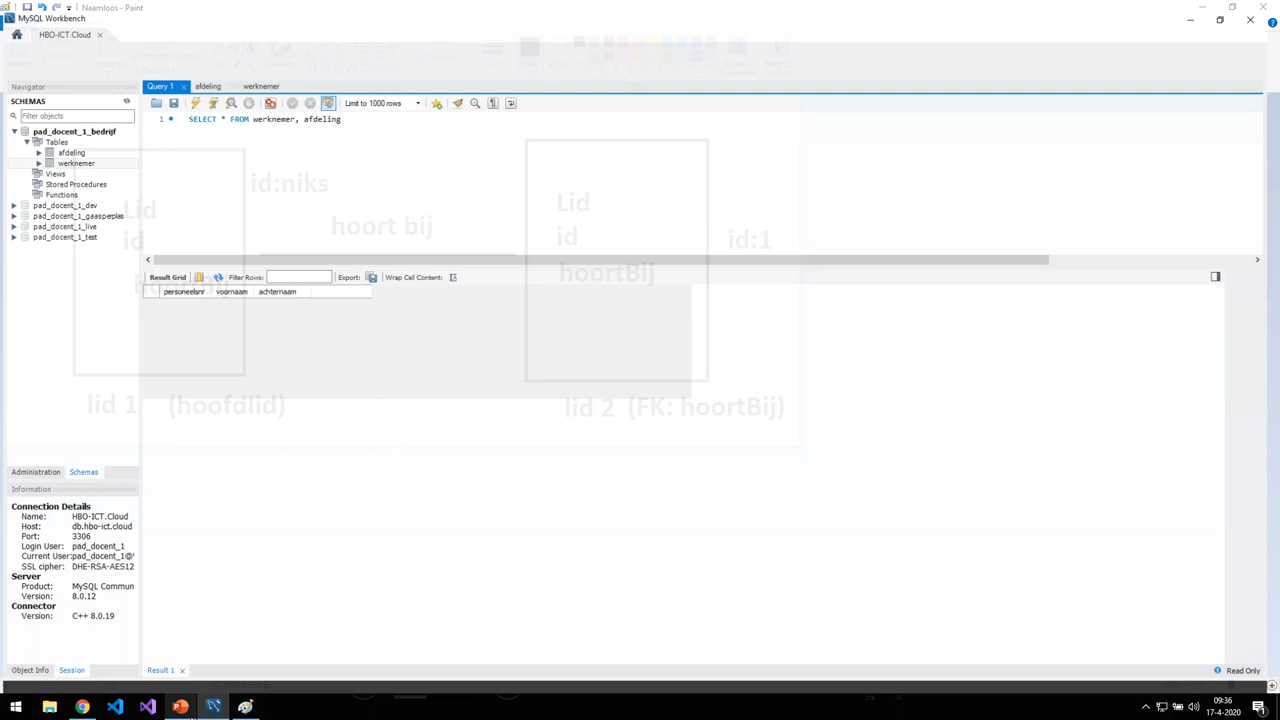 Naamloos - Paint
MySQL Workbench
HBO-ICT.Cloud
Navigator
SCHEMAS
Filter objects
pad_docent_1_bedrijf
Tables
afdeling
werknemer
Views
Stored Procedures
Functions
pad_docent_1_dev
pad_docent_1_gaasperplas
pad_docent_1_live
pad_docent_1_test
Administration Schemas
Information
Connection Details
Name: HBO-ICT.Cloud
Host: db.hbo-ict.cloud
Port: 3306
Login User: pad_docent_1
Current User: pad_docent_1@
SSL cipher: DHE-RSA-AES12
Server
Product: MySQL Commun
Version: 8.0.12
Connector
Version: C++ 8.0.19
Object Info Session
Query 1 afdeling werknemer
Limit to 1000 rows
1 SELECT * FROM werknemer, afdeling
Result Grid Filter Rows: Export: Wrap Cell Content:
personeelsnr voornaam achternaam
Lid
id
id:niks
hoort bij
lid 1 (hoofdlid)
Lid
id
hoortBij
id:1
lid 2 (FK: hoortBij)
Result 1
Read Only
09:36
17-4-2020